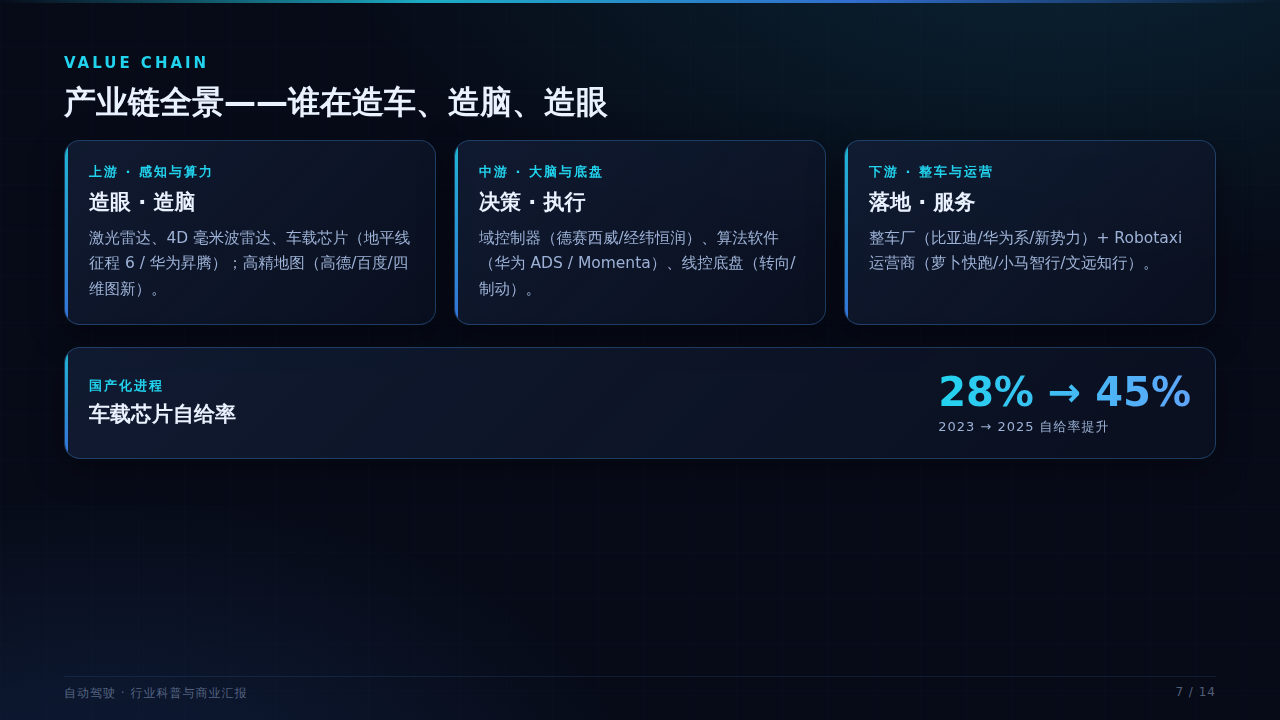 VALUE CHAIN
产业链全景——谁在造车、造脑、造眼
上游 · 感知与算力
造眼 · 造脑
激光雷达、4D 毫米波雷达、车载芯片（地平线
征程 6 / 华为昇腾）；高精地图（高德/百度/四
维图新）。
中游 · 大脑与底盘
决策 · 执行
域控制器（德赛西威/经纬恒润）、算法软件
（华为 ADS / Momenta）、线控底盘（转向/
制动）。
下游 · 整车与运营
落地 · 服务
整车厂（比亚迪/华为系/新势力）+ Robotaxi
运营商（萝卜快跑/小马智行/文远知行）。
国产化进程
车载芯片自给率
28% → 45%
2023 → 2025 自给率提升
自动驾驶 · 行业科普与商业汇报
7 / 14